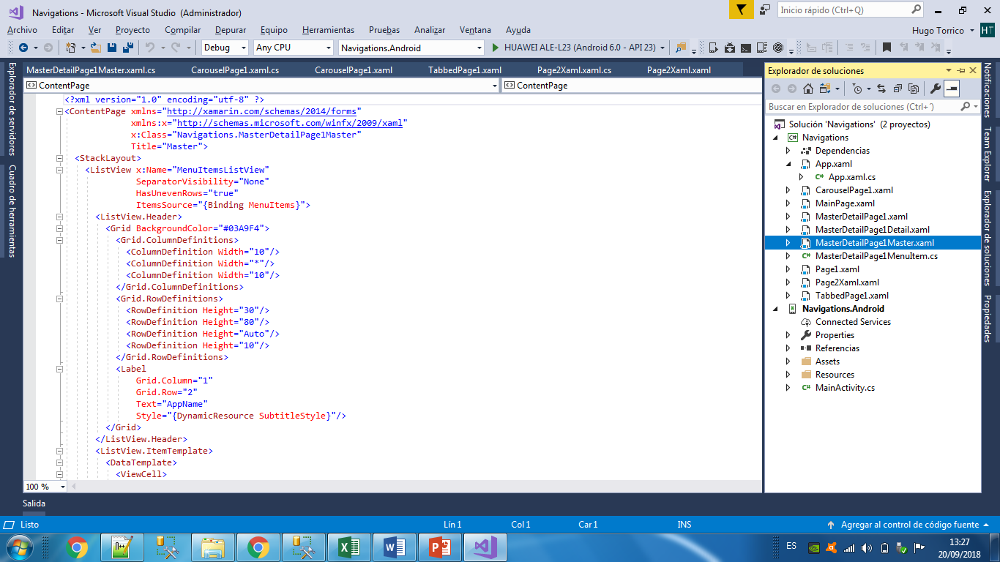 Navigations - Microsoft Visual Studio (Administrador)
Inicio rápido (Ctrl+Q)
Archivo Editar Ver Proyecto Compilar Depurar Equipo Herramientas Pruebas Analizar Ventana Ayuda
Hugo Torrico HT
Debug Any CPU Navigations.Android HUAWEI ALE-L23 (Android 6.0 - API 23)
Explorador de servidores
Cuadro de herramientas
MasterDetailPage1Master.xaml.cs CarouselPage1.xaml.cs CarouselPage1.xaml TabbedPage1.xaml Page2Xaml.xaml.cs Page2Xaml.xaml
ContentPage ContentPage
<?xml version="1.0" encoding="utf-8" ?>
<ContentPage xmlns="http://xamarin.com/schemas/2014/forms"
xmlns:x="http://schemas.microsoft.com/winfx/2009/xaml"
x:Class="Navigations.MasterDetailPage1Master"
Title="Master">
<StackLayout>
<ListView x:Name="MenuItemsListView"
SeparatorVisibility="None"
HasUnevenRows="true"
ItemsSource="{Binding MenuItems}">
<ListView.Header>
<Grid BackgroundColor="#03A9F4">
<Grid.ColumnDefinitions>
<ColumnDefinition Width="10"/>
<ColumnDefinition Width="*"/>
<ColumnDefinition Width="10"/>
</Grid.ColumnDefinitions>
<Grid.RowDefinitions>
<RowDefinition Height="30"/>
<RowDefinition Height="80"/>
<RowDefinition Height="Auto"/>
<RowDefinition Height="10"/>
</Grid.RowDefinitions>
<Label
Grid.Column="1"
Grid.Row="2"
Text="AppName"
Style="{DynamicResource SubtitleStyle}"/>
</Grid>
</ListView.Header>
<ListView.ItemTemplate>
<DataTemplate>
<ViewCell>
100 %
Explorador de soluciones
Buscar en Explorador de soluciones (Ctrl+´)
Solución 'Navigations' (2 proyectos)
C# Navigations
Dependencias
App.xaml
C# App.xaml.cs
CarouselPage1.xaml
MainPage.xaml
MasterDetailPage1.xaml
MasterDetailPage1Detail.xaml
MasterDetailPage1Master.xaml
C# MasterDetailPage1MenuItem.cs
Page1.xaml
Page2Xaml.xaml
TabbedPage1.xaml
Navigations.Android
Connected Services
Properties
Referencias
Assets
Resources
C# MainActivity.cs
Notificaciones
Team Explorer
Explorador de soluciones
Propiedades
Salida
Listo Lín 1 Col 1 Car 1 INS Agregar al control de código fuente
ES
13:27
20/09/2018